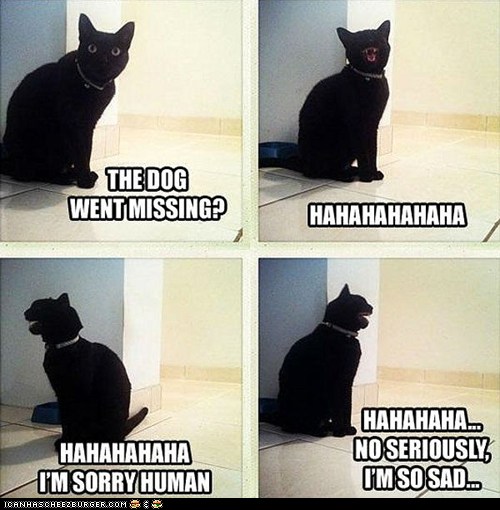 THE DOG
WENT MISSING?
HAHAHAHAHAHA
HAHAHAHAHA
I'M SORRY HUMAN
HAHAHAHA...
NO SERIOUSLY,
I'M SO SAD...
ICANHASCHEEZBURGER.COM